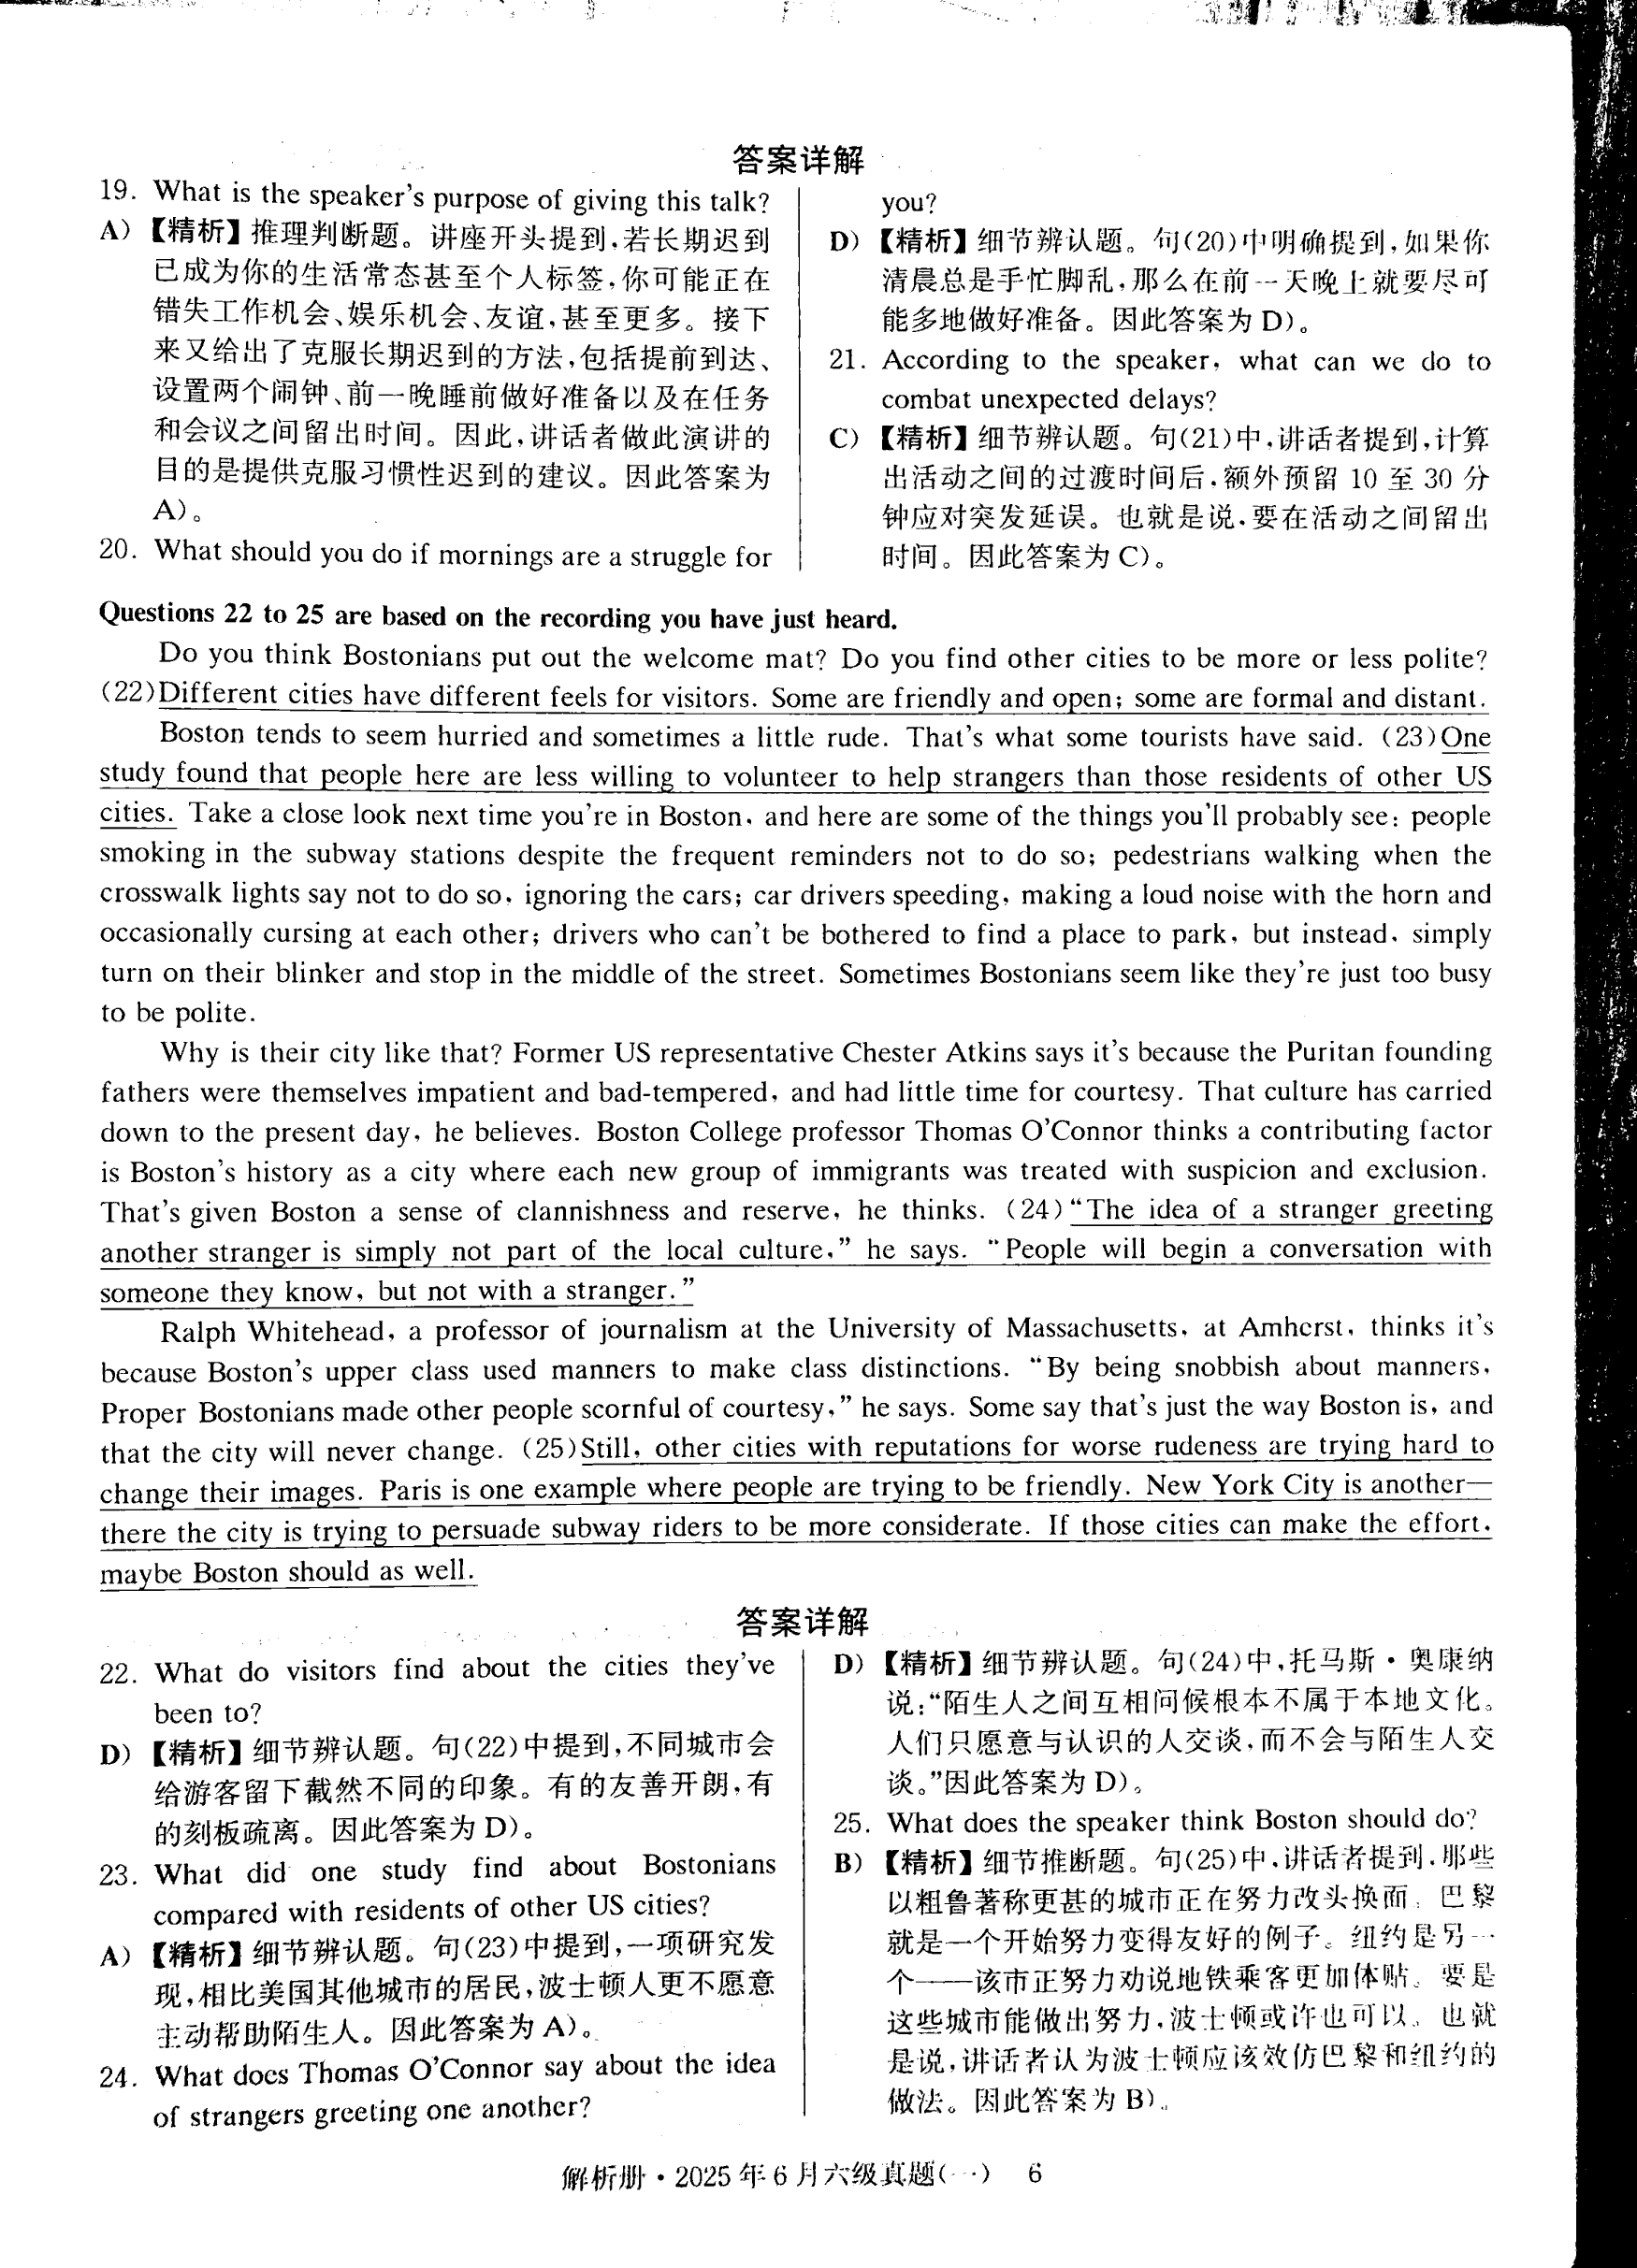 答案详解
19. What is the speaker's purpose of giving this talk?
A) 【精析】推理判断题。讲座开头提到,若长期迟到
已成为你的生活常态甚至个人标签,你可能正在
错失工作机会、娱乐机会、友谊,甚至更多。接下
来又给出了克服长期迟到的方法,包括提前到达、
设置两个闹钟、前一晚睡前做好准备以及在任务
和会议之间留出时间。因此,讲话者做此演讲的
目的是提供克服习惯性迟到的建议。因此答案为
A)。
20. What should you do if mornings are a struggle for
you?
D) 【精析】细节辨认题。句(20)中明确提到,如果你
清晨总是手忙脚乱,那么在前一天晚上就要尽可
能多地做好准备。因此答案为 D)。
21. According to the speaker, what can we do to
combat unexpected delays?
C) 【精析】细节辨认题。句(21)中,讲话者提到,计算
出活动之间的过渡时间后,额外预留 10 至 30 分
钟应对突发延误。也就是说,要在活动之间留出
时间。因此答案为 C)。
Questions 22 to 25 are based on the recording you have just heard.
Do you think Bostonians put out the welcome mat? Do you find other cities to be more or less polite?
(22)Different cities have different feels for visitors. Some are friendly and open; some are formal and distant.
Boston tends to seem hurried and sometimes a little rude. That's what some tourists have said. (23)One
study found that people here are less willing to volunteer to help strangers than those residents of other US
cities. Take a close look next time you're in Boston, and here are some of the things you'll probably see: people
smoking in the subway stations despite the frequent reminders not to do so; pedestrians walking when the
crosswalk lights say not to do so, ignoring the cars; car drivers speeding, making a loud noise with the horn and
occasionally cursing at each other; drivers who can't be bothered to find a place to park, but instead, simply
turn on their blinker and stop in the middle of the street. Sometimes Bostonians seem like they're just too busy
to be polite.
Why is their city like that? Former US representative Chester Atkins says it's because the Puritan founding
fathers were themselves impatient and bad-tempered, and had little time for courtesy. That culture has carried
down to the present day, he believes. Boston College professor Thomas O'Connor thinks a contributing factor
is Boston's history as a city where each new group of immigrants was treated with suspicion and exclusion.
That's given Boston a sense of clannishness and reserve, he thinks. (24)"The idea of a stranger greeting
another stranger is simply not part of the local culture," he says. "People will begin a conversation with
someone they know, but not with a stranger."
Ralph Whitehead, a professor of journalism at the University of Massachusetts, at Amherst, thinks it's
because Boston's upper class used manners to make class distinctions. "By being snobbish about manners,
Proper Bostonians made other people scornful of courtesy," he says. Some say that's just the way Boston is, and
that the city will never change. (25)Still, other cities with reputations for worse rudeness are trying hard to
change their images. Paris is one example where people are trying to be friendly. New York City is another—
there the city is trying to persuade subway riders to be more considerate. If those cities can make the effort,
maybe Boston should as well.
答案详解
22. What do visitors find about the cities they've
been to?
D) 【精析】细节辨认题。句(22)中提到,不同城市会
给游客留下截然不同的印象。有的友善开朗,有
的刻板疏离。因此答案为 D)。
23. What did one study find about Bostonians
compared with residents of other US cities?
A) 【精析】细节辨认题。句(23)中提到,一项研究发
现,相比美国其他城市的居民,波士顿人更不愿意
主动帮助陌生人。因此答案为 A)。
24. What does Thomas O'Connor say about the idea
of strangers greeting one another?
D) 【精析】细节辨认题。句(24)中,托马斯·奥康纳
说:“陌生人之间互相问候根本不属于本地文化。
人们只愿意与认识的人交谈,而不会与陌生人交
谈。”因此答案为 D)。
25. What does the speaker think Boston should do?
B) 【精析】细节推断题。句(25)中,讲话者提到,那些
以粗鲁著称更甚的城市正在努力改头换面。巴黎
就是一个开始努力变得友好的例子。纽约是另一
个——该市正努力劝说地铁乘客更加体贴。要是
这些城市能做出努力,波士顿或许也可以。也就
是说,讲话者认为波士顿应该效仿巴黎和纽约的
做法。因此答案为 B)。
解析册·2025 年 6 月六级真题(一) 6